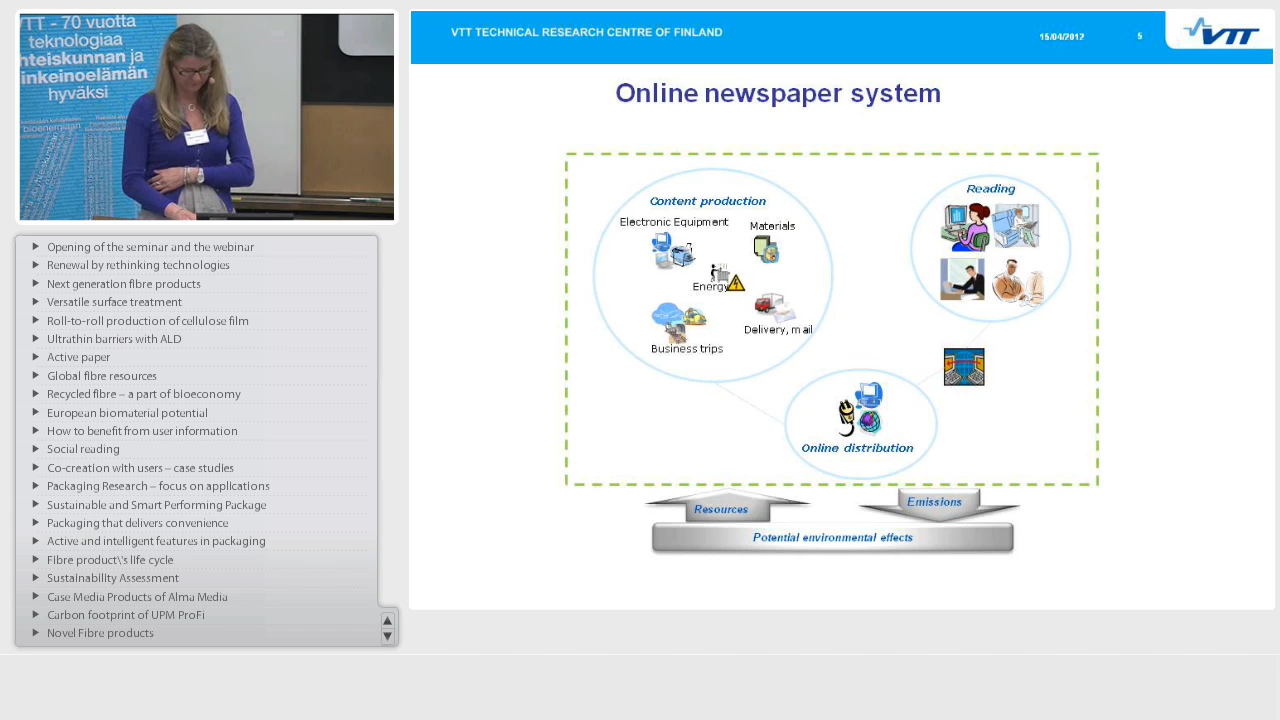 TT - 70 vuotta
teknologiaa
hteiskunnan ja
inkeinoelämän
hyväksi
bioenergiaan
Opening of the seminar and the webinar
Renewal by rethinking technologies
Next generation fibre products
Versatile surface treatment
Roll-to-roll production of cellulose film
Ultrathin barriers with ALD
Active paper
Global fibre resources
Recycled fibre – a part of bioeconomy
European biomaterial potential
How to benefit from user information
Social reading
Co-creation with users – case studies
Packaging Research – focus on applications
Sustainable and Smart Performing Package
Packaging that delivers convenience
Active and intelligent features in packaging
Fibre product\'s life cycle
Sustainability Assessment
Case Media Products of Alma Media
Carbon footprint of UPM ProFi
Novel Fibre products
VTT TECHNICAL RESEARCH CENTRE OF FINLAND
15/04/2012
5
VTT
Online newspaper system
Content production
Electronic Equipment
Materials
Energy
Delivery, mail
Business trips
Reading
Online distribution
Resources
Emissions
Potential environmental effects